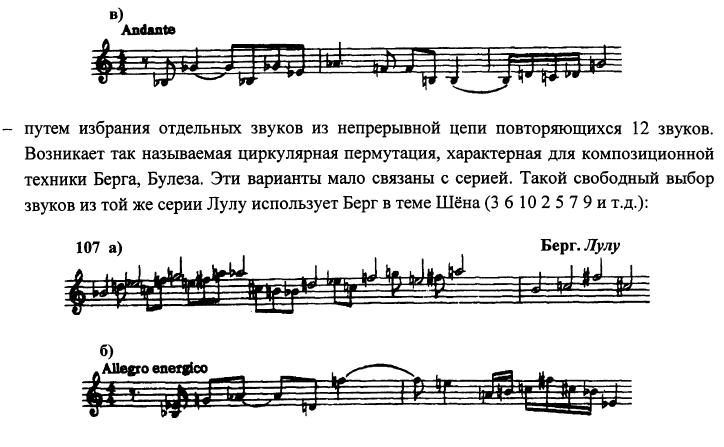 в)
Andante
– путем избрания отдельных звуков из непрерывной цепи повторяющихся 12 звуков.
Возникает так называемая циркулярная пермутация, характерная для композиционной
техники Берга, Булеза. Эти варианты мало связаны с серией. Такой свободный выбор
звуков из той же серии Лулу использует Берг в теме Шёна (3 6 10 2 5 7 9 и т.д.):
107 а) Берг. Лулу
б)
Allegro energico